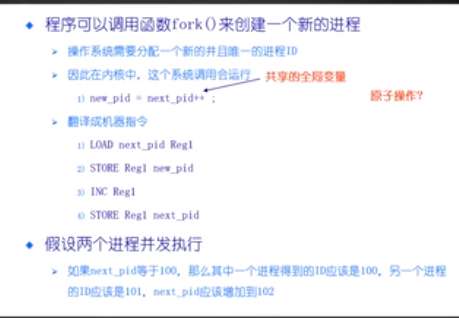 程序可以调用函数fork()来创建一个新的进程
操作系统需要分配一个新的并且唯一的进程ID
因此在内核中，这个系统调用会运行
共享的全局变量
1) new_pid = next_pid++ ;
原子操作？
翻译成机器指令
1) LOAD next_pid Reg1
2) STORE Reg1 new_pid
3) INC Reg1
4) STORE Reg1 next_pid
假设两个进程并发执行
如果next_pid等于100, 那么其中一个进程得到的ID应该是100, 另一个进程
的ID应该是101, next_pid应该增加到102